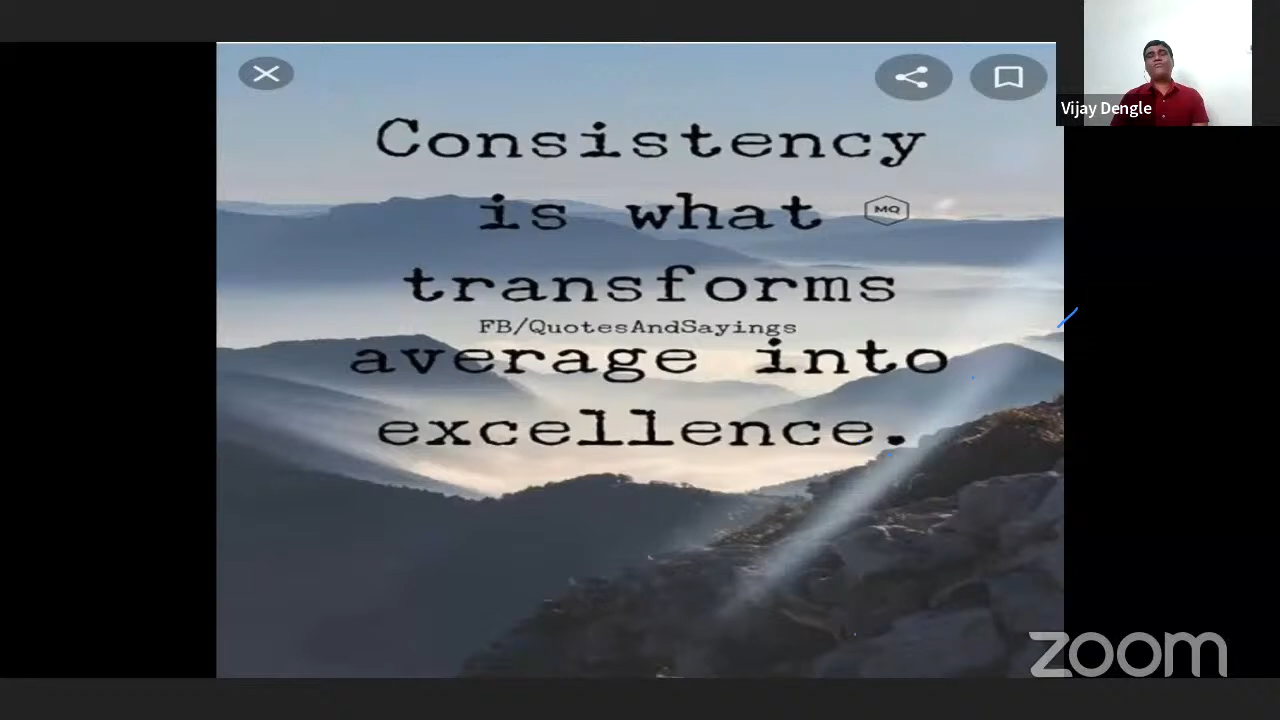 Vijay Dengle
Consistency
is what
MQ
transforms
FB/QuotesAndSayings
average into
excellence.
zoom